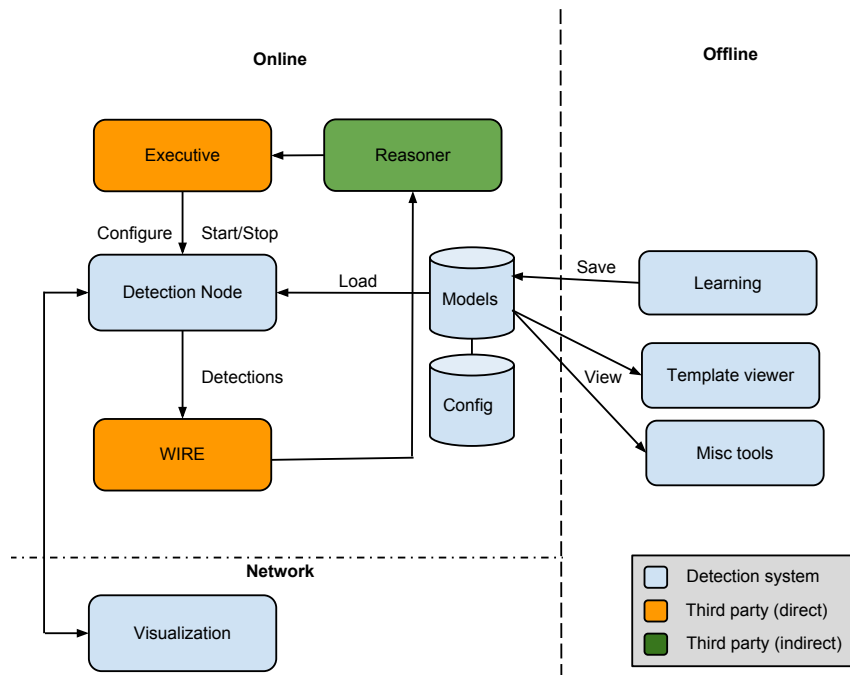 Online
Offline
Executive
Reasoner
Configure
Start/Stop
Detection Node
Load
Models
Save
Learning
Detections
Config
View
Template viewer
WIRE
Misc tools
Network
Visualization
Detection system
Third party (direct)
Third party (indirect)